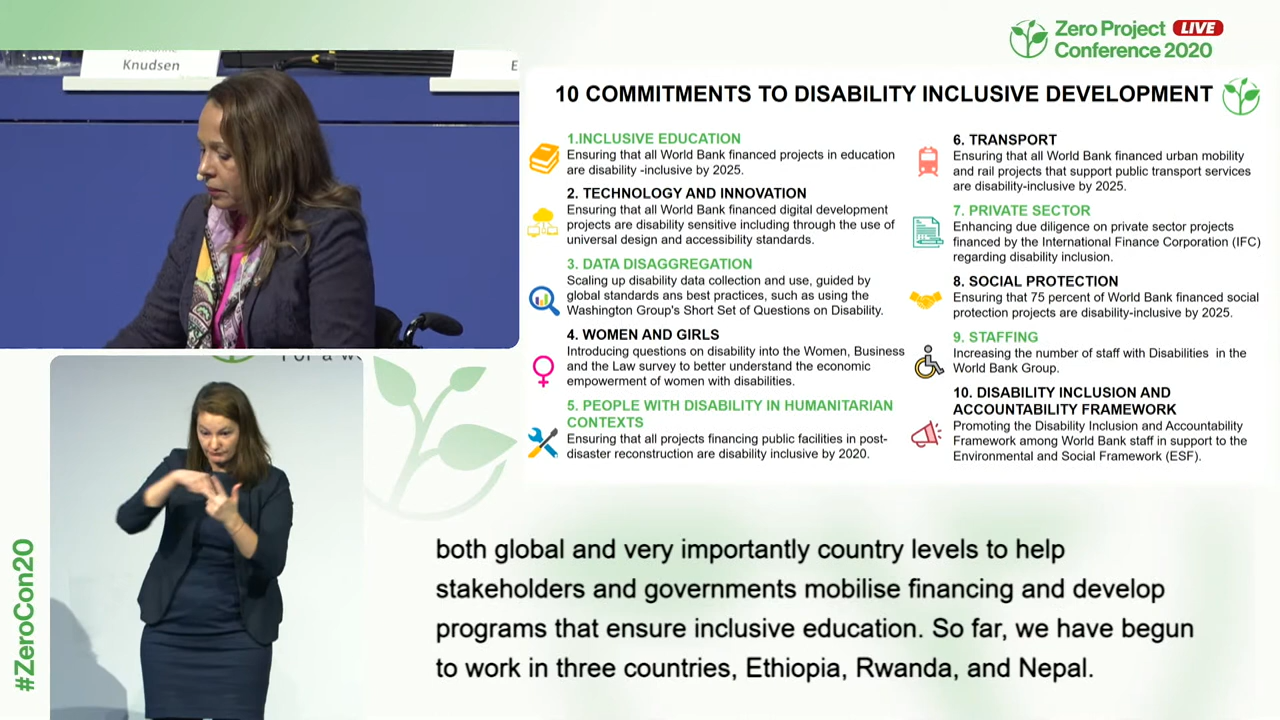 Zero Project LIVE
Conference 2020
Knudsen
E
10 COMMITMENTS TO DISABILITY INCLUSIVE DEVELOPMENT
1.INCLUSIVE EDUCATION
Ensuring that all World Bank financed projects in education
are disability -inclusive by 2025.
2. TECHNOLOGY AND INNOVATION
Ensuring that all World Bank financed digital development
projects are disability sensitive including through the use of
universal design and accessibility standards.
3. DATA DISAGGREGATION
Scaling up disability data collection and use, guided by
global standards ans best practices, such as using the
Washington Group's Short Set of Questions on Disability.
4. WOMEN AND GIRLS
Introducing questions on disability into the Women, Business
and the Law survey to better understand the economic
empowerment of women with disabilities.
5. PEOPLE WITH DISABILITY IN HUMANITARIAN
CONTEXTS
Ensuring that all projects financing public facilities in post-
disaster reconstruction are disability inclusive by 2020.
6. TRANSPORT
Ensuring that all World Bank financed urban mobility
and rail projects that support public transport services
are disability-inclusive by 2025.
7. PRIVATE SECTOR
Enhancing due diligence on private sector projects
financed by the International Finance Corporation (IFC)
regarding disability inclusion.
8. SOCIAL PROTECTION
Ensuring that 75 percent of World Bank financed social
protection projects are disability-inclusive by 2025.
9. STAFFING
Increasing the number of staff with Disabilities in the
World Bank Group.
10. DISABILITY INCLUSION AND
ACCOUNTABILITY FRAMEWORK
Promoting the Disability Inclusion and Accountability
Framework among World Bank staff in support to the
Environmental and Social Framework (ESF).
For a w
#ZeroCon20
both global and very importantly country levels to help
stakeholders and governments mobilise financing and develop
programs that ensure inclusive education. So far, we have begun
to work in three countries, Ethiopia, Rwanda, and Nepal.